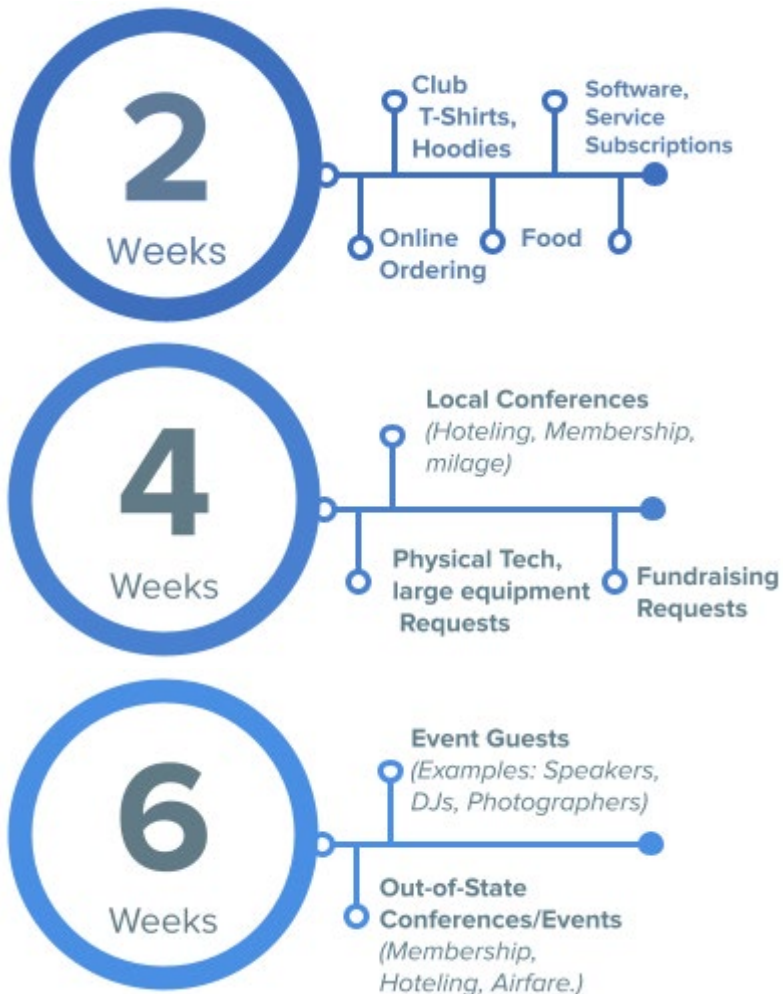 2
Weeks
Club
T-Shirts,
Hoodies
Software,
Service
Subscriptions
Online
Ordering
Food
4
Weeks
Local Conferences
(Hoteling, Membership,
milage)
Physical Tech,
large equipment
Requests
Fundraising
Requests
6
Weeks
Event Guests
(Examples: Speakers,
DJs, Photographers)
Out-of-State
Conferences/Events
(Membership,
Hoteling, Airfare.)